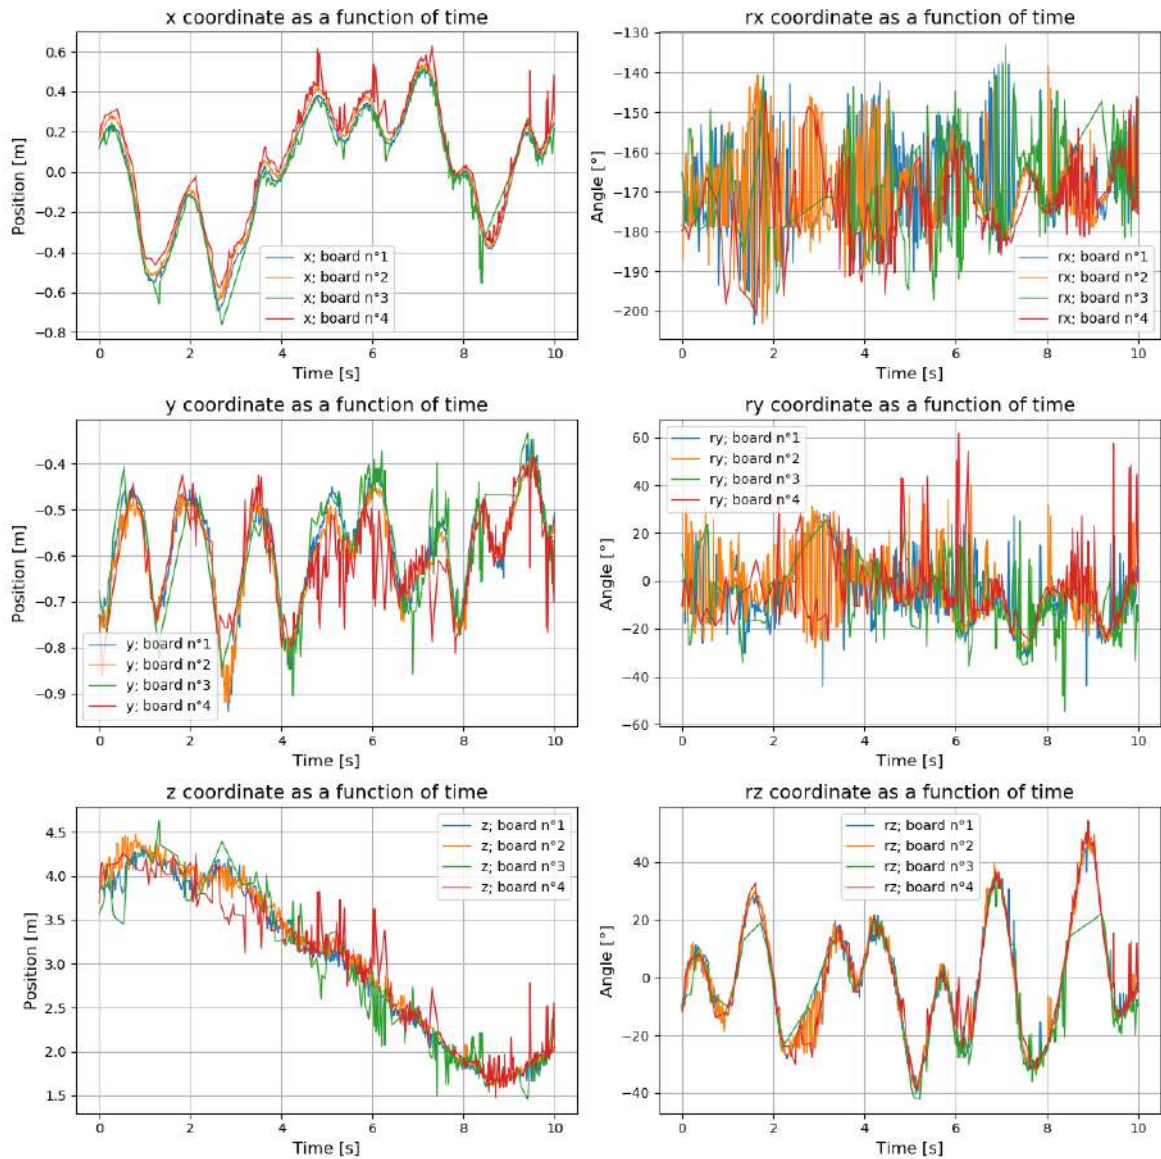 x coordinate as a function of time
0.6
0.4
0.2
0.0
−0.2
−0.4
−0.6
−0.8
Position [m]
x; board n°1
x; board n°2
x; board n°3
x; board n°4
0 2 4 6 8 10
Time [s]
rx coordinate as a function of time
−130
−140
−150
−160
−170
−180
−190
−200
Angle [°]
rx; board n°1
rx; board n°2
rx; board n°3
rx; board n°4
0 2 4 6 8 10
Time [s]
y coordinate as a function of time
−0.4
−0.5
−0.6
−0.7
−0.8
−0.9
Position [m]
y; board n°1
y; board n°2
y; board n°3
y; board n°4
0 2 4 6 8 10
Time [s]
ry coordinate as a function of time
60
40
20
0
−20
−40
−60
Angle [°]
ry; board n°1
ry; board n°2
ry; board n°3
ry; board n°4
0 2 4 6 8 10
Time [s]
z coordinate as a function of time
4.5
4.0
3.5
3.0
2.5
2.0
1.5
Position [m]
z; board n°1
z; board n°2
z; board n°3
z; board n°4
0 2 4 6 8 10
Time [s]
rz coordinate as a function of time
40
20
0
−20
−40
Angle [°]
rz; board n°1
rz; board n°2
rz; board n°3
rz; board n°4
0 2 4 6 8 10
Time [s]